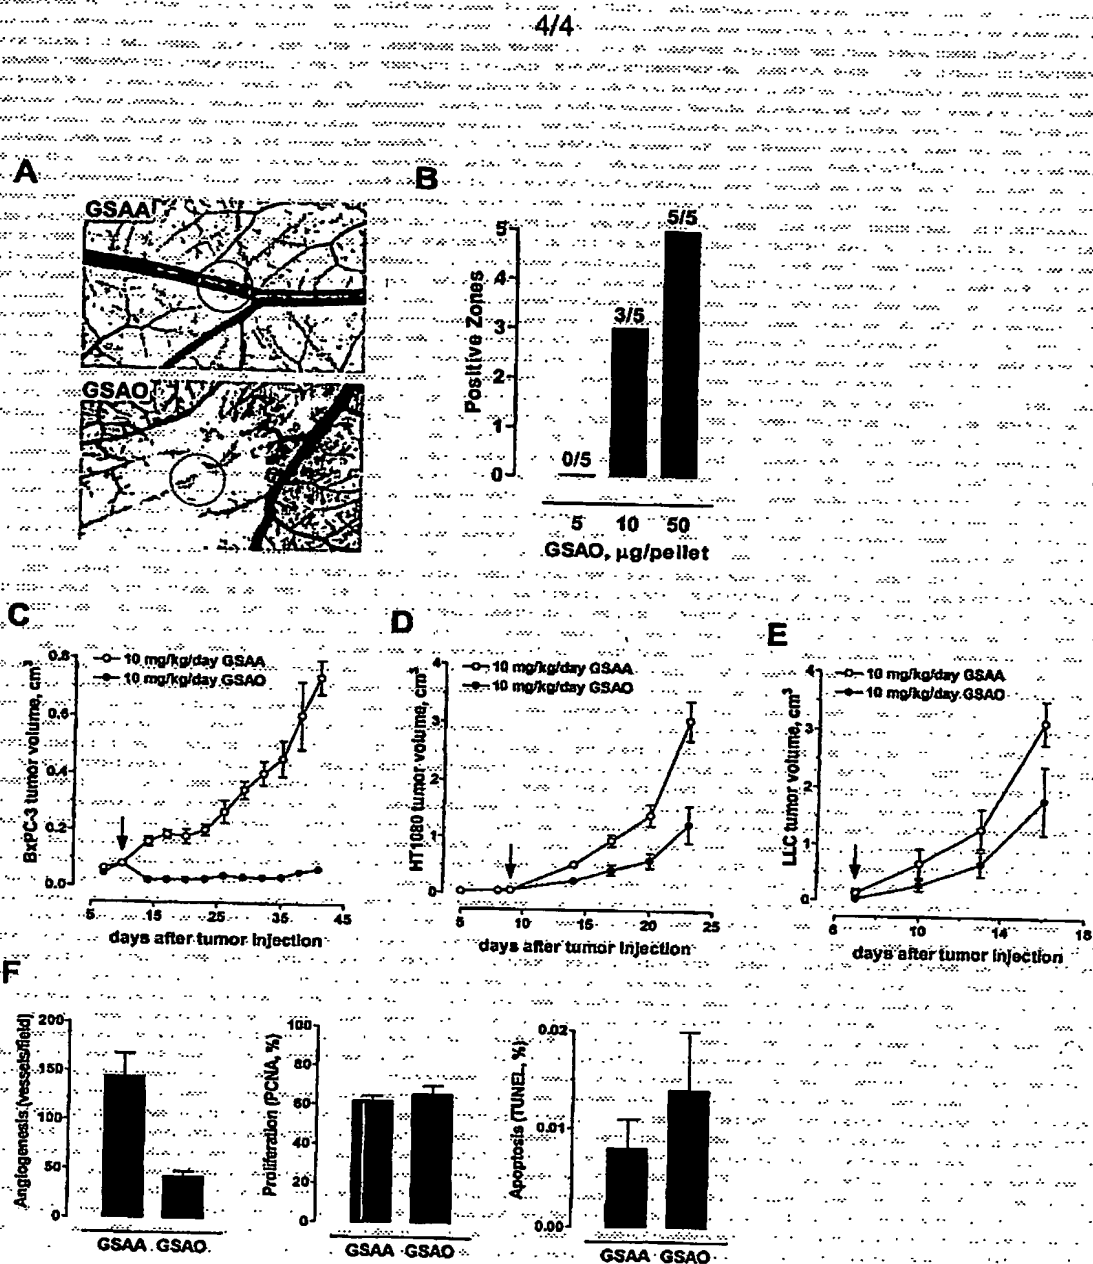 4/4
A
GSAA
GSAO
B
Positive Zones
5
4
3
2
1
0
0/5
3/5
5/5
5 10 50
GSAO, µg/pellet
C
BxPC-3 tumor volume, cm³
0.8
0.6
0.4
0.2
0.0
10 mg/kg/day GSAA
10 mg/kg/day GSAO
5 15 25 35 45
days after tumor injection
D
HT1080 tumor volume, cm³
4
3
2
1
0
10 mg/kg/day GSAA
10 mg/kg/day GSAO
5 10 15 20 25
days after tumor injection
E
LLC tumor volume, cm³
4
3
2
1
0
10 mg/kg/day GSAA
10 mg/kg/day GSAO
6 10 14 18
days after tumor injection
F
Angiogenesis (vessels/field)
200
150
100
50
0
GSAA GSAO
Proliferation (PCNA, %)
100
80
60
40
20
0
GSAA GSAO
Apoptosis (TUNEL, %)
0.02
0.01
0.00
GSAA GSAO